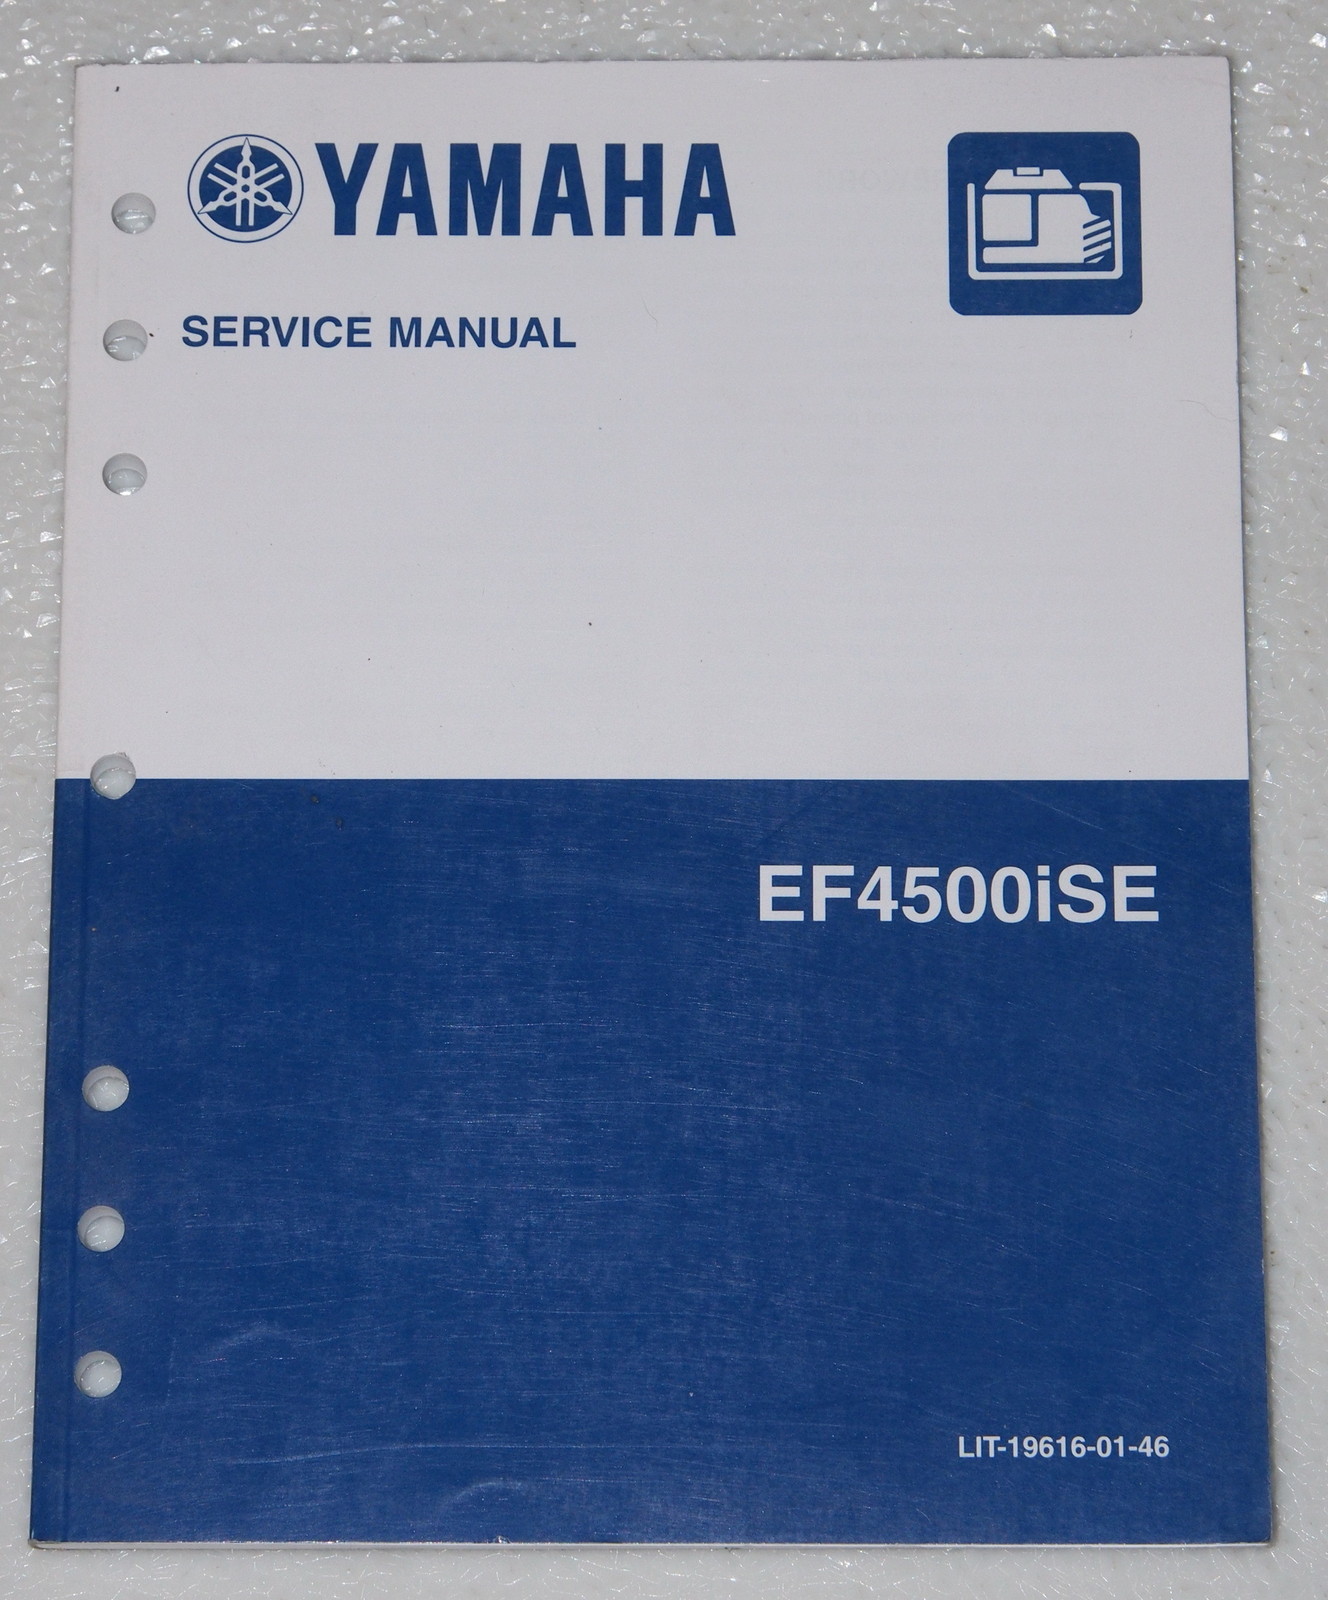 YAMAHA
SERVICE MANUAL
EF4500iSE
LIT-19616-01-46